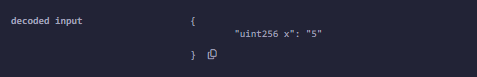 decoded input {
"uint256 x": "5"
}